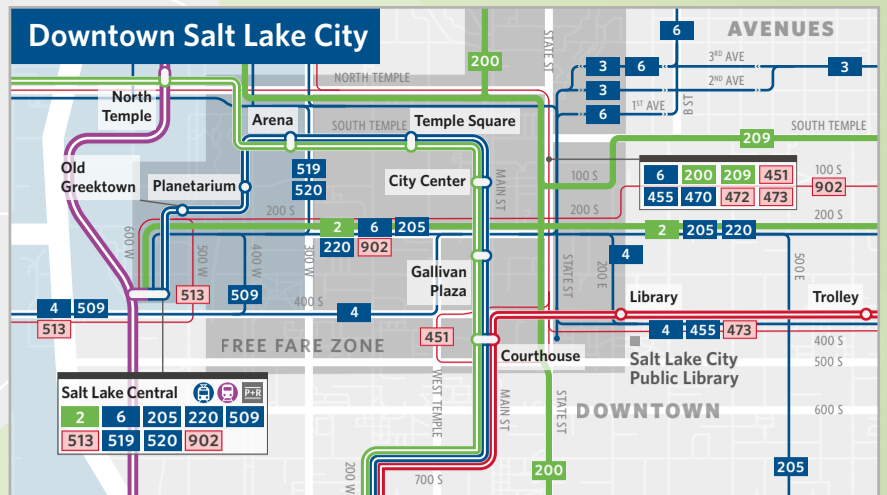 Downtown Salt Lake City
AVENUES
6
STATE ST
200
3RD AVE
3 6
3
2ND AVE
3
1ST AVE
6
B ST
NORTH TEMPLE
North
Temple
Arena
SOUTH TEMPLE
Temple Square
SOUTH TEMPLE
209
Old
Greektown
Planetarium
519
520
City Center
MAIN ST
100 S
6 200 209 451
455 470 472 473
100 S
902
200 S
200 S
200 S
2 6 205
220 902
2 205 220
600 W
500 W
400 W
300 W
4
Gallivan
Plaza
STATE ST
200 E
500 E
513
509
4 509
513
400 S
4
Library
Trolley
451
4 455 473
400 S
FREE FARE ZONE
Courthouse
Salt Lake City
Public Library
500 S
Salt Lake Central P+R
2 6 205 220 509
513 519 520 902
WEST TEMPLE
MAIN ST
STATE ST
DOWNTOWN
600 S
200 W
700 S
200
205